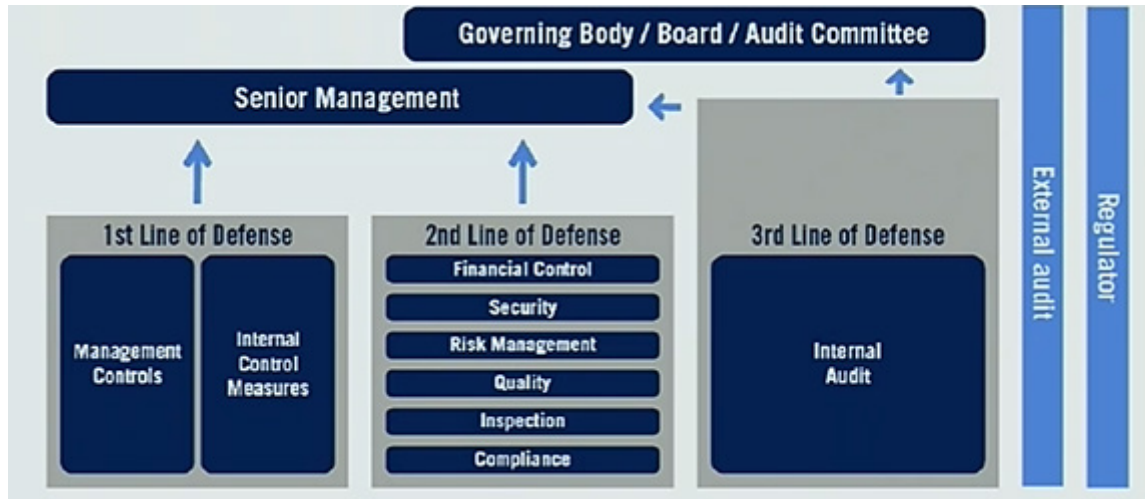 Governing Body / Board / Audit Committee
Senior Management
1st Line of Defense
Management
Controls
Internal
Control
Measures
2nd Line of Defense
Financial Control
Security
Risk Management
Quality
Inspection
Compliance
3rd Line of Defense
Internal
Audit
External audit
Regulator